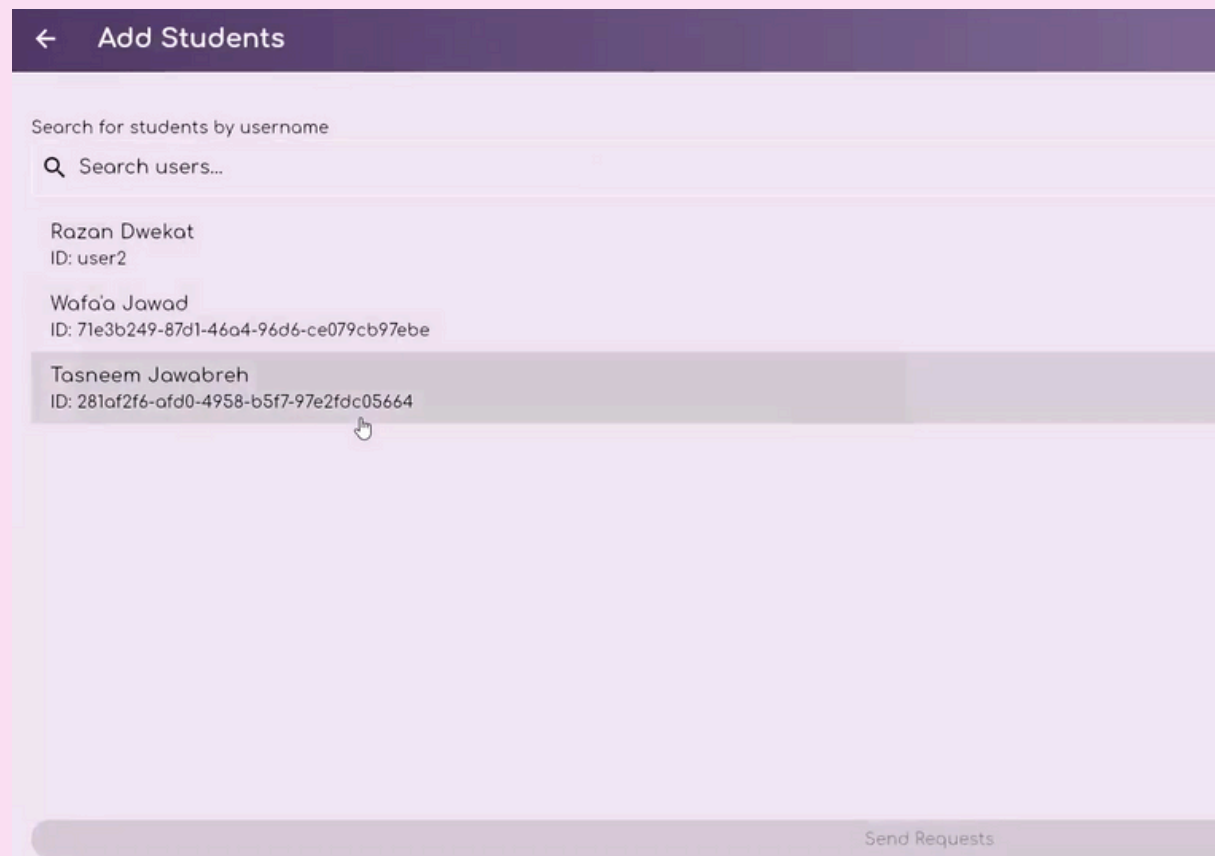 Add Students
Search for students by username
Search users...
Razan Dwekat
ID: user2
Wafa'a Jawad
ID: 71e3b249-87d1-46a4-96d6-ce079cb97ebe
Tasneem Jawabreh
ID: 281af2f6-afd0-4958-b5f7-97e2fdc05664
Send Requests